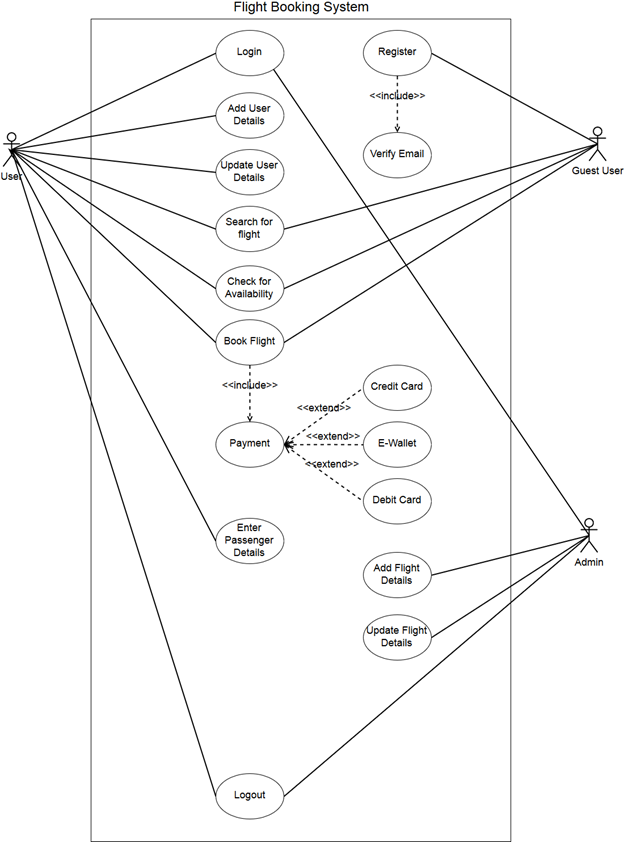 Flight Booking System
Login
Register
Add User
Details
<<include>>
User
Update User
Details
Verify Email
Guest User
Search for
flight
Check for
Availability
Book Flight
<<include>>
Credit Card
<<extend>>
Payment
<<extend>>
E-Wallet
<<extend>>
Debit Card
Enter
Passenger
Details
Add Flight
Details
Admin
Update Flight
Details
Logout